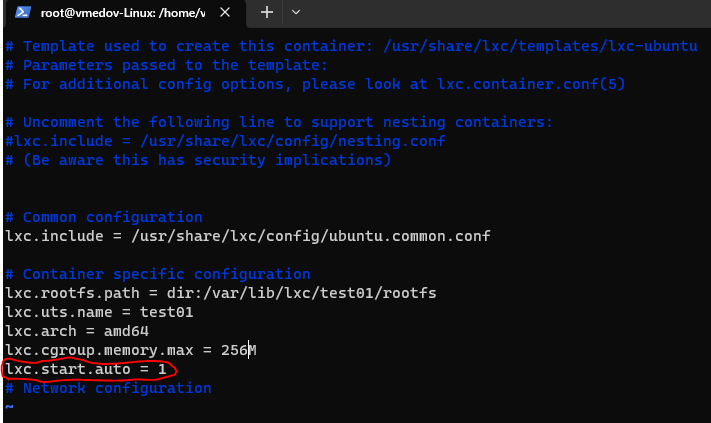 root@vmedov-Linux: /home/v
# Template used to create this container: /usr/share/lxc/templates/lxc-ubuntu
# Parameters passed to the template:
# For additional config options, please look at lxc.container.conf(5)
# Uncomment the following line to support nesting containers:
#lxc.include = /usr/share/lxc/config/nesting.conf
# (Be aware this has security implications)
# Common configuration
lxc.include = /usr/share/lxc/config/ubuntu.common.conf
# Container specific configuration
lxc.rootfs.path = dir:/var/lib/lxc/test01/rootfs
lxc.uts.name = test01
lxc.arch = amd64
lxc.cgroup.memory.max = 256M
lxc.start.auto = 1
# Network configuration
~